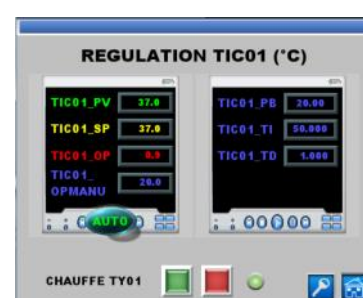 REGULATION TIC01 (°C)
TIC01_PV 37.0
TIC01_SP 37.0
TIC01_OP 0.9
TIC01_
OPMANU 20.0
AUTO
TIC01_PB 20.00
TIC01_TI 50.000
TIC01_TD 1.000
CHAUFFE TY01